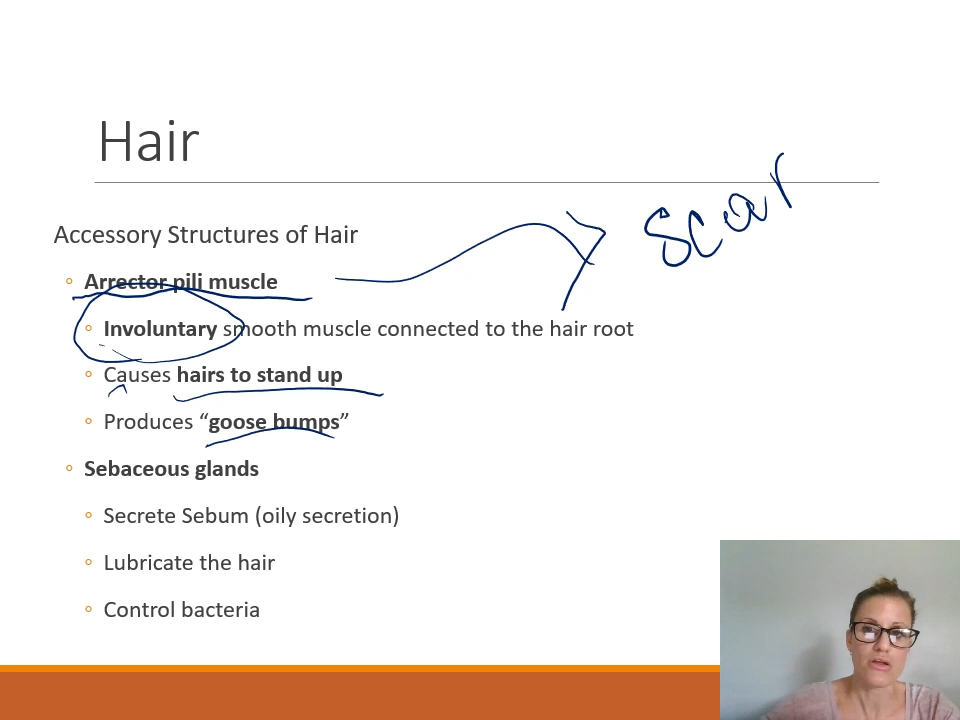 Hair
scar
Accessory Structures of Hair
◦ Arrector pili muscle
◦ Involuntary smooth muscle connected to the hair root
◦ Causes hairs to stand up
◦ Produces “goose bumps”
◦ Sebaceous glands
◦ Secrete Sebum (oily secretion)
◦ Lubricate the hair
◦ Control bacteria